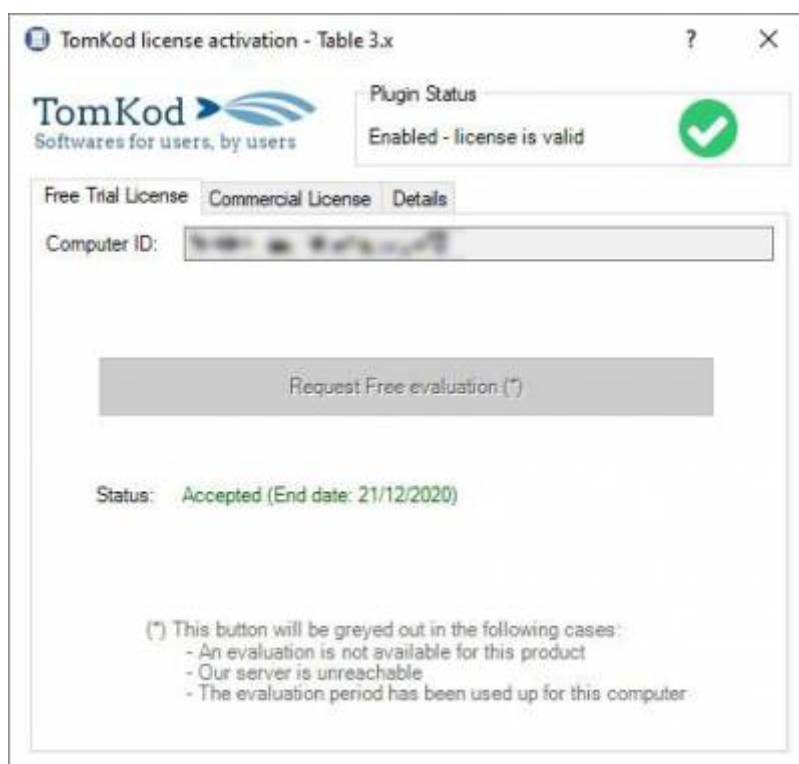 TomKod license activation - Table 3.x
?
TomKod
Softwares for users, by users
Plugin Status
Enabled - license is valid
Free Trial License
Commercial License
Details
Computer ID:
Request Free evaluation (*)
Status: Accepted (End date: 21/12/2020)
(*) This button will be greyed out in the following cases:
- An evaluation is not available for this product
- Our server is unreachable
- The evaluation period has been used up for this computer